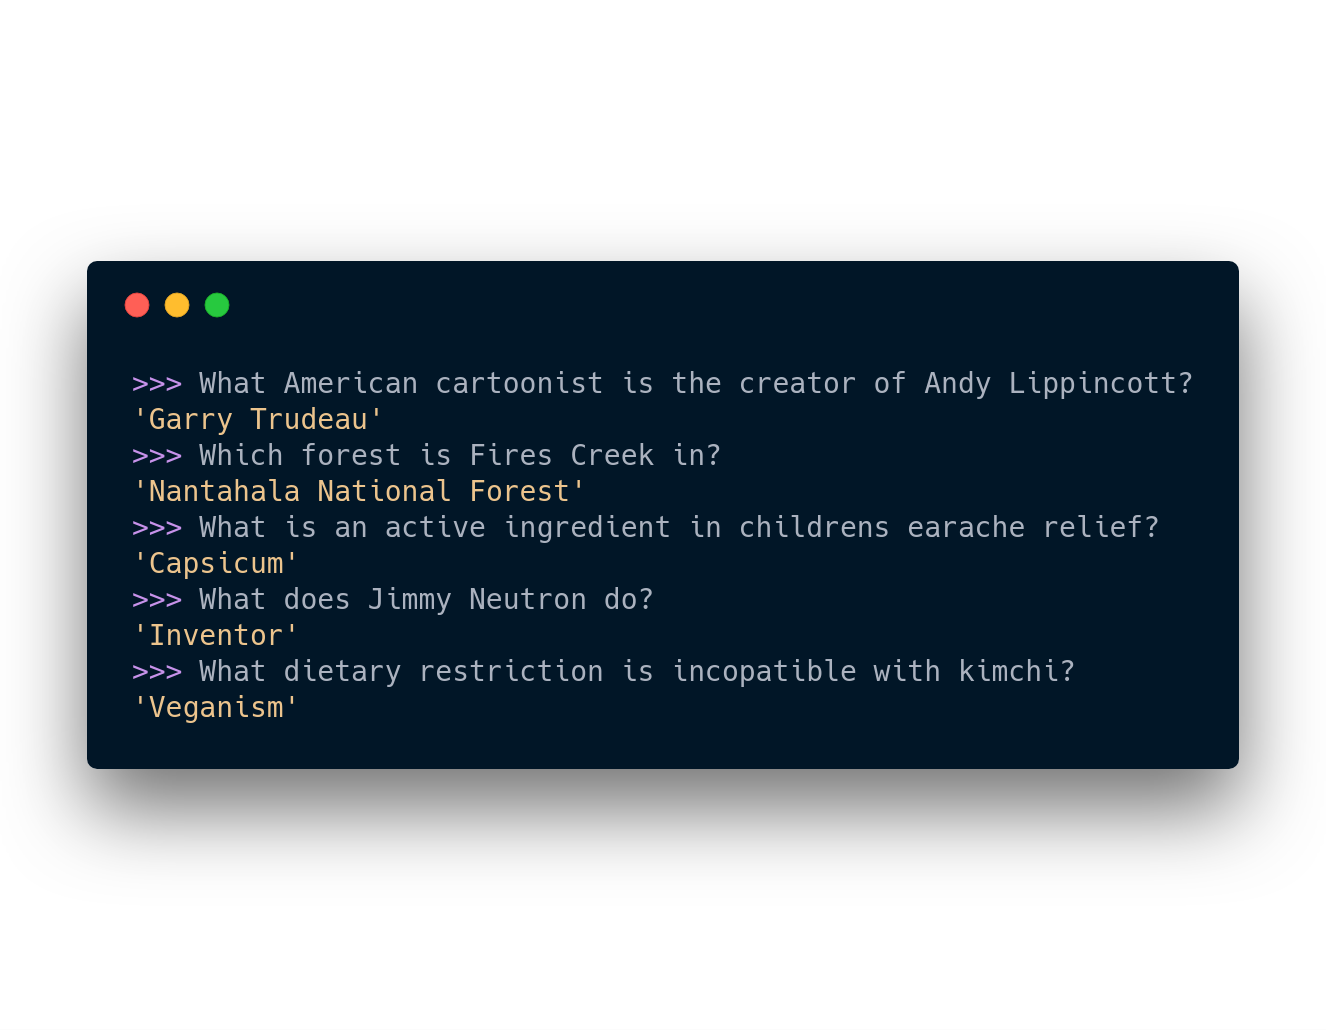 >>> What American cartoonist is the creator of Andy Lippincott?
'Garry Trudeau'
>>> Which forest is Fires Creek in?
'Nantahala National Forest'
>>> What is an active ingredient in childrens earache relief?
'Capsicum'
>>> What does Jimmy Neutron do?
'Inventor'
>>> What dietary restriction is incopatible with kimchi?
'Veganism'